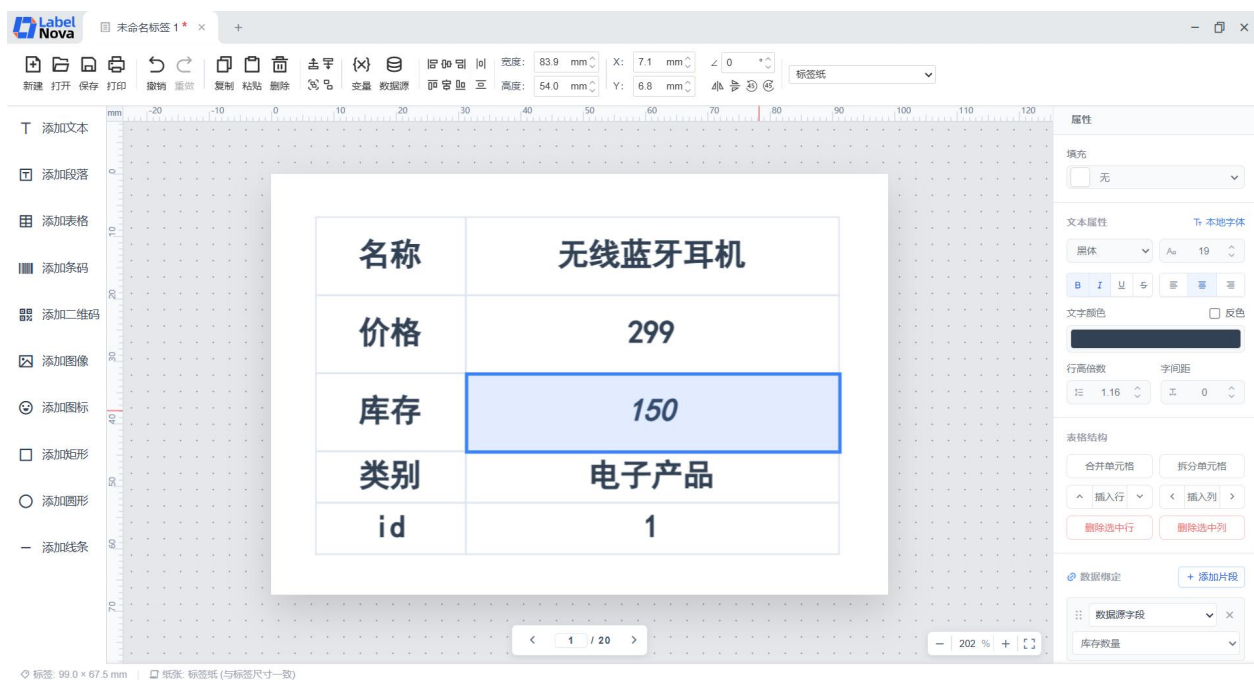 LabelNova
未命名标签 1 * × +
新建 打开 保存 打印 撤销 重做 复制 粘贴 删除 变量 数据源
宽度: 83.9 mm X: 7.1 mm ∠ 0 °
高度: 54.0 mm Y: 6.8 mm 45 45
标签纸
mm -20 -10 0 10 20 30 40 50 60 70 80 90 100 110 120
0 10 20 30 40 50 60 70
添加文本
添加段落
添加表格
添加条码
添加二维码
添加图像
添加图标
添加矩形
添加圆形
添加线条
名称 无线蓝牙耳机
价格 299
库存 150
类别 电子产品
id 1
1 / 20
202 % +
属性
填充
无
文本属性 本地字体
黑体 19
B I U S
文字颜色 反色
行高倍数 字间距
1.16 0
表格结构
合并单元格 拆分单元格
插入行 插入列
删除选中行 删除选中列
数据绑定 + 添加片段
数据源字段 ×
库存数量
标签: 99.0 × 67.5 mm 纸张: 标签纸 (与标签尺寸一致)